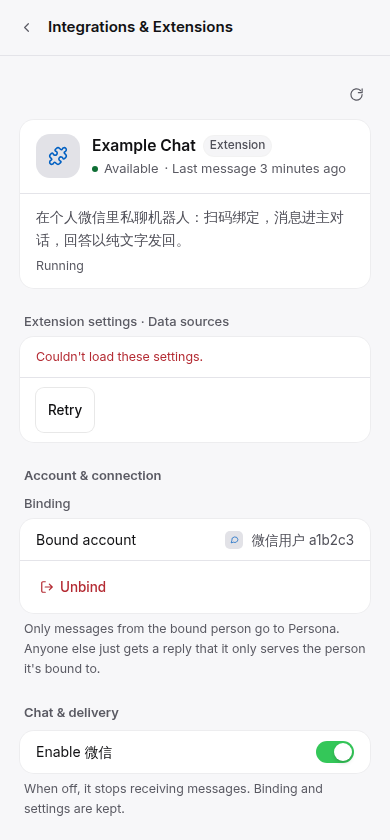 Integrations & Extensions
Example Chat Extension
Available · Last message 3 minutes ago
在个人微信里私聊机器人：扫码绑定，消息进主对
话，回答以纯文字发回。
Running
Extension settings · Data sources
Couldn't load these settings.
Retry
Account & connection
Binding
Bound account 微信用户 a1b2c3
Unbind
Only messages from the bound person go to Persona.
Anyone else just gets a reply that it only serves the person
it's bound to.
Chat & delivery
Enable 微信
When off, it stops receiving messages. Binding and
settings are kept.